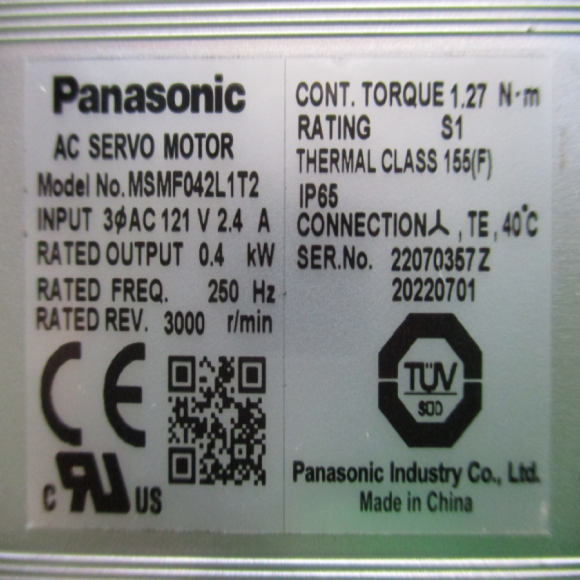 Panasonic
AC SERVO MOTOR
Model No. MSMF042L1T2
INPUT 3ϕAC 121 V 2.4 A
RATED OUTPUT 0.4 kW
RATED FREQ. 250 Hz
RATED REV. 3000 r/min
CE
c RU US
CONT. TORQUE 1.27 N·m
RATING S1
THERMAL CLASS 155(F)
IP65
CONNECTION⅄, TE, 40℃
SER.No. 22070357Z
20220701
TÜV
SÜD
Panasonic Industry Co., Ltd.
Made in China